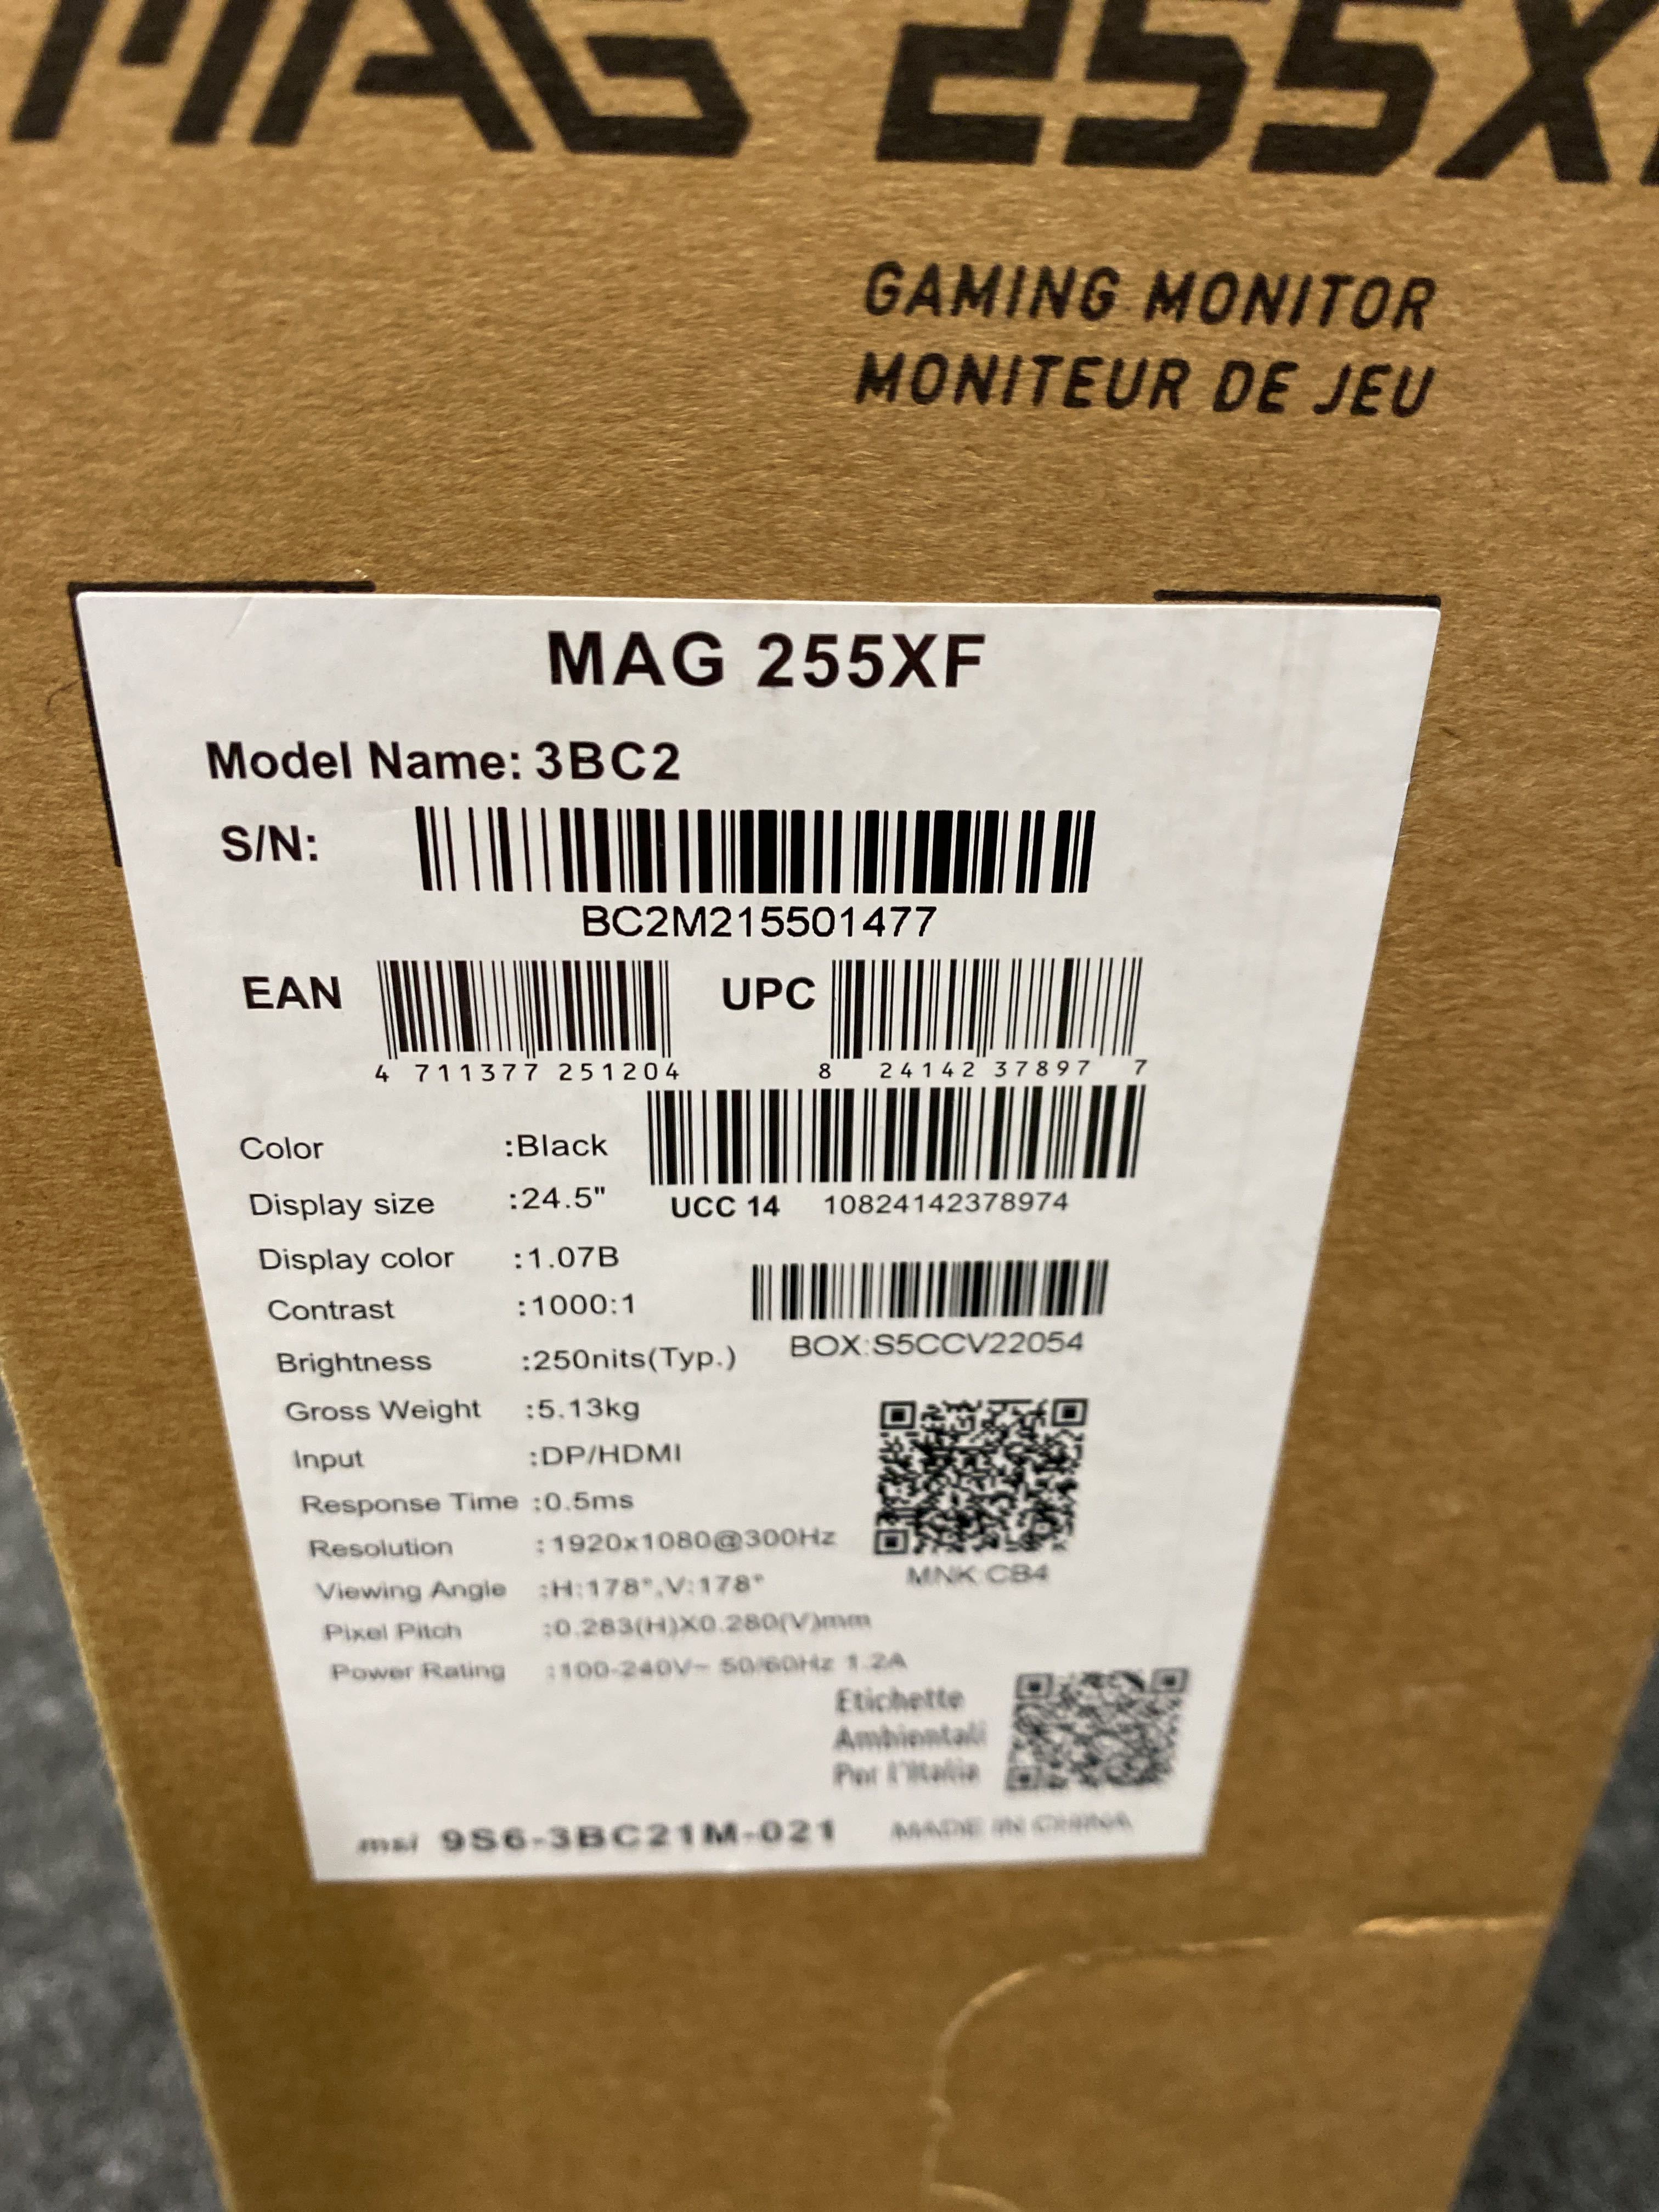 MAG 255X
GAMING MONITOR
MONITEUR DE JEU
MAG 255XF
Model Name: 3BC2
S/N:
BC2M215501477
EAN
4 711377 251204
UPC
8 24142 37897 7
Color :Black
UCC 14 10824142378974
Display size :24.5"
Display color :1.07B
Contrast :1000:1
BOX:S5CCV22054
Brightness :250nits(Typ.)
Gross Weight :5.13kg
Input :DP/HDMI
Response Time :0.5ms
Resolution :1920x1080@300Hz
MNK:CB4
Viewing Angle :H:178°,V:178°
Pixel Pitch :0.283(H)X0.280(V)mm
Power Rating :100-240V~ 50/60Hz 1.2A
Etichette
Ambientali
Per l'Italia
msi 9S6-3BC21M-021 MADE IN CHINA